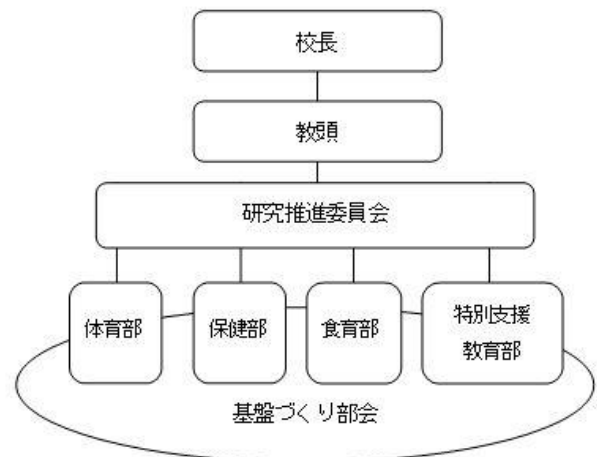 校長
教頭
研究推進委員会
体育部
保健部
食育部
特別支援
教育部
基盤づくり部会